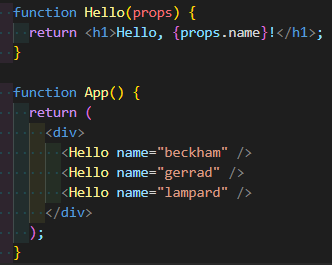 function Hello(props) {
  return <h1>Hello, {props.name}!</h1>;
}

function App() {
  return (
    <div>
      <Hello name="beckham" />
      <Hello name="gerrad" />
      <Hello name="lampard" />
    </div>
  );
}